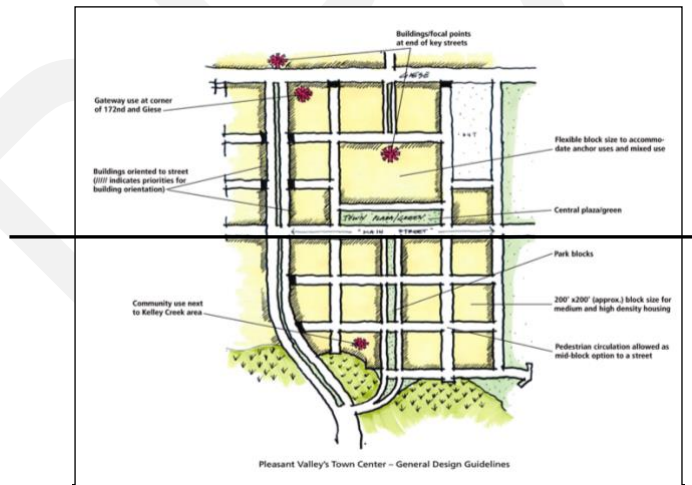 Buildings/focal points
at end of key streets
GIESE
Gateway use at corner
of 172nd and Giese
Flexible block size to accommo-
date anchor uses and mixed use
Buildings oriented to street
(///// indicates priorities for
building orientation)
TOWN PLAZA/GREEN
Central plaza/green
"MAIN STREET"
Park blocks
Community use next
to Kelley Creek area
200' x200' (approx.) block size for
medium and high density housing
Pedestrian circulation allowed as
mid-block option to a street
Pleasant Valley's Town Center – General Design Guidelines